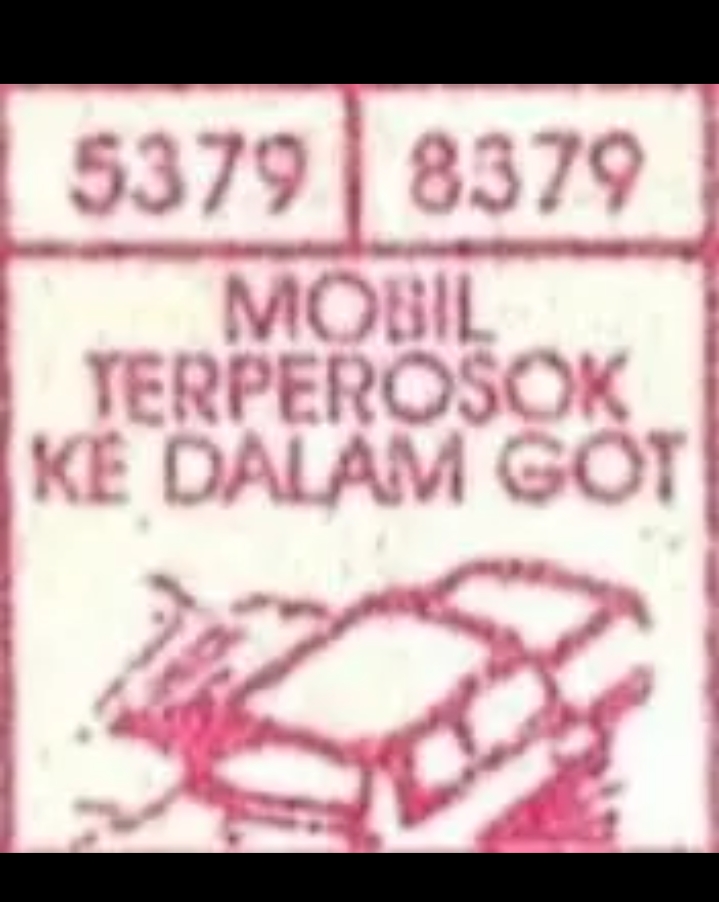 5379 8379
MOBIL
TERPEROSOK
KE DALAM GOT